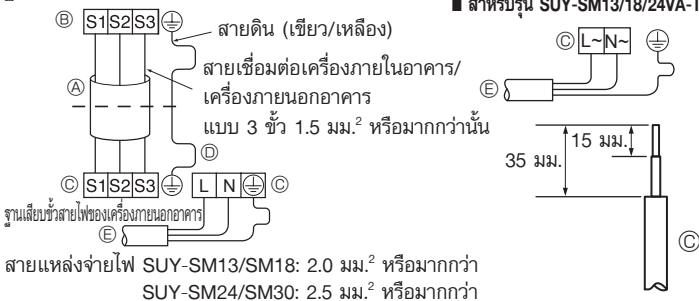 ■ สำหรับรุ่น SUY-SM13/18/24VA-T
Ⓑ S1 S2 S3
สายดิน (เขียว/เหลือง)
Ⓐ
สายเชื่อมต่อเครื่องภายในอาคาร/
เครื่องภายนอกอาคาร
แบบ 3 ขั้ว 1.5 มม.² หรือมากกว่านั้น
Ⓓ
Ⓒ S1 S2 S3 L N Ⓒ
ฐานเสียบขั้วสายไฟของเครื่องภายนอกอาคาร
Ⓔ
สายแหล่งจ่ายไฟ SUY-SM13/SM18: 2.0 มม.² หรือมากกว่า
SUY-SM24/SM30: 2.5 มม.² หรือมากกว่า
Ⓒ L~ N~
Ⓔ
15 มม.
35 มม.
Ⓒ